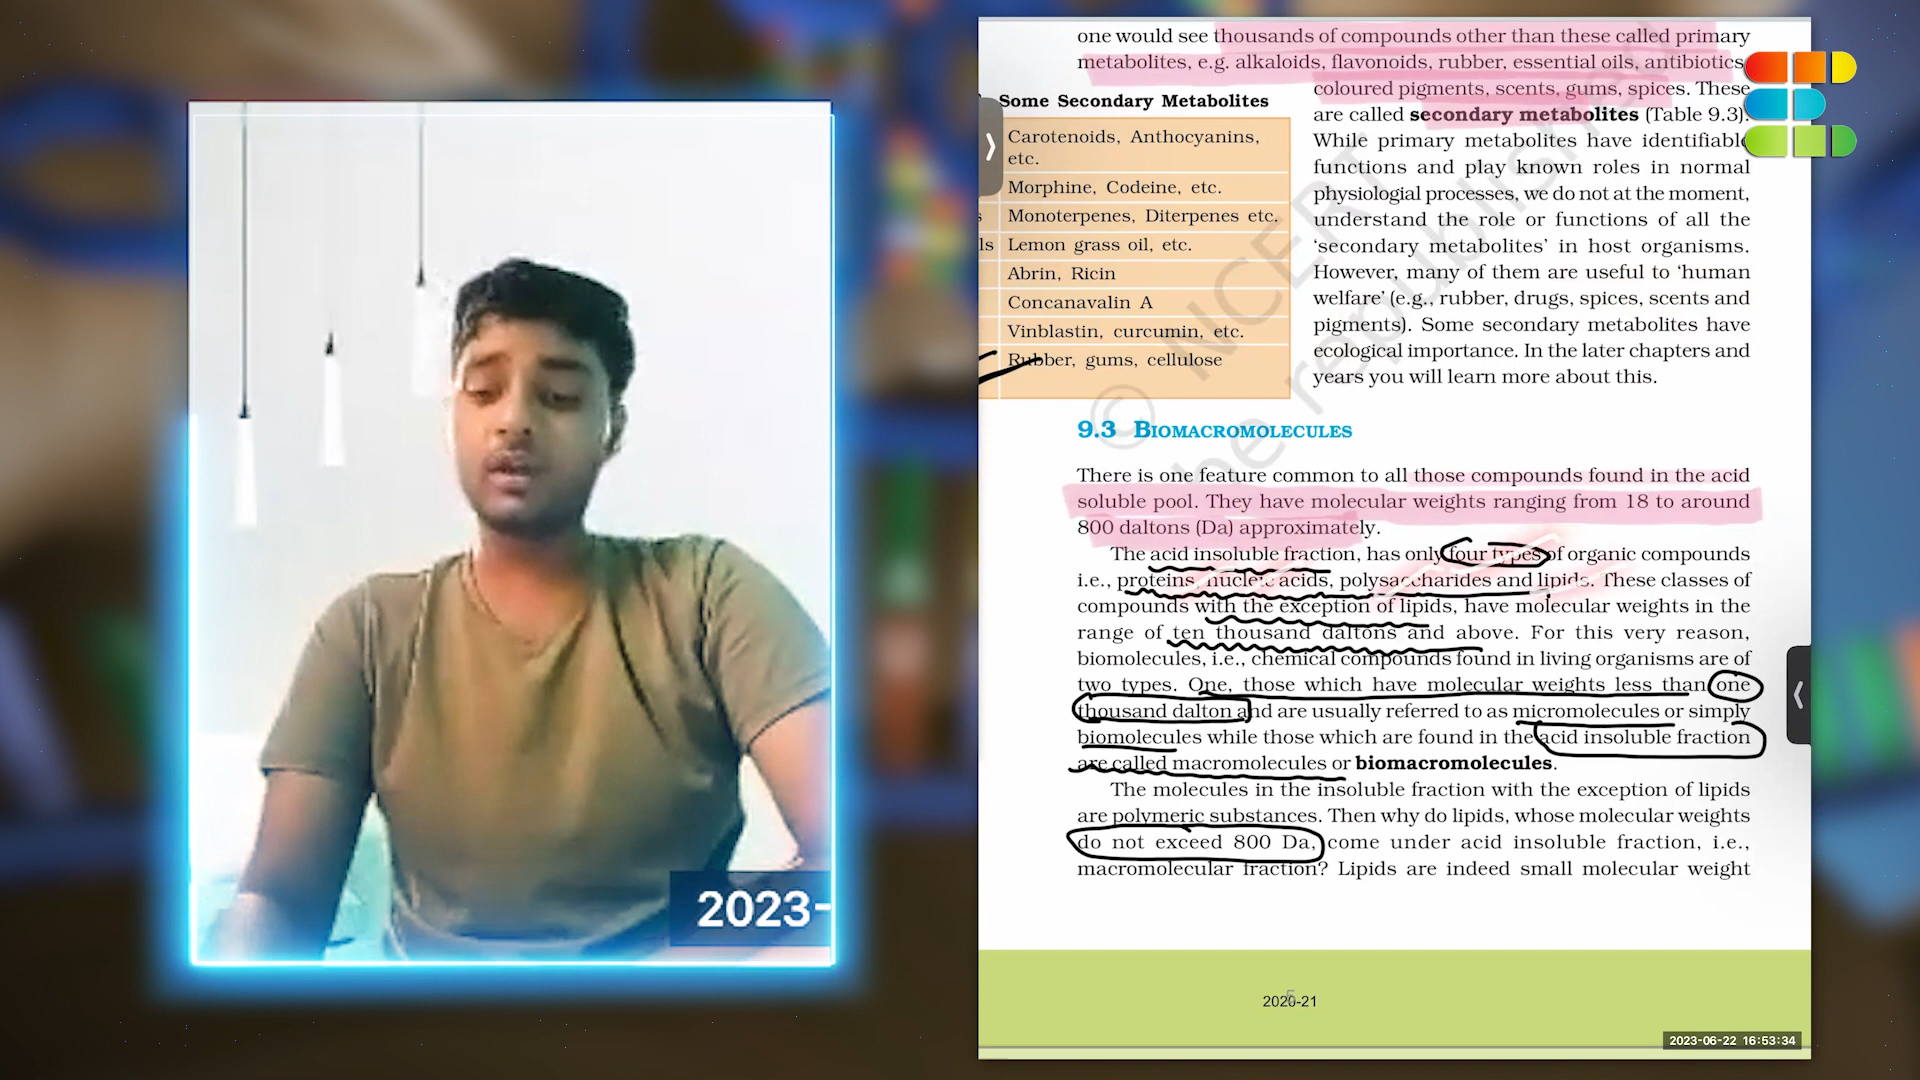 one would see thousands of compounds other than these called primary
metabolites, e.g. alkaloids, flavonoids, rubber, essential oils, antibiotics,
coloured pigments, scents, gums, spices. These
are called secondary metabolites (Table 9.3).
While primary metabolites have identifiable
functions and play known roles in normal
physiologial processes, we do not at the moment,
understand the role or functions of all the
‘secondary metabolites’ in host organisms.
However, many of them are useful to ‘human
welfare’ (e.g., rubber, drugs, spices, scents and
pigments). Some secondary metabolites have
ecological importance. In the later chapters and
years you will learn more about this.
Some Secondary Metabolites
Carotenoids, Anthocyanins,
etc.
Morphine, Codeine, etc.
s Monoterpenes, Diterpenes etc.
ls Lemon grass oil, etc.
Abrin, Ricin
Concanavalin A
Vinblastin, curcumin, etc.
Rubber, gums, cellulose
9.3 BIOMACROMOLECULES
There is one feature common to all those compounds found in the acid
soluble pool. They have molecular weights ranging from 18 to around
800 daltons (Da) approximately.
The acid insoluble fraction, has only four types of organic compounds
i.e., proteins, nucleic acids, polysaccharides and lipids. These classes of
compounds with the exception of lipids, have molecular weights in the
range of ten thousand daltons and above. For this very reason,
biomolecules, i.e., chemical compounds found in living organisms are of
two types. One, those which have molecular weights less than one
thousand dalton and are usually referred to as micromolecules or simply
biomolecules while those which are found in the acid insoluble fraction
are called macromolecules or biomacromolecules.
The molecules in the insoluble fraction with the exception of lipids
are polymeric substances. Then why do lipids, whose molecular weights
do not exceed 800 Da, come under acid insoluble fraction, i.e.,
macromolecular fraction? Lipids are indeed small molecular weight
© NCERT
be republished
2023-
2020-21
5
2023-06-22 16:53:34